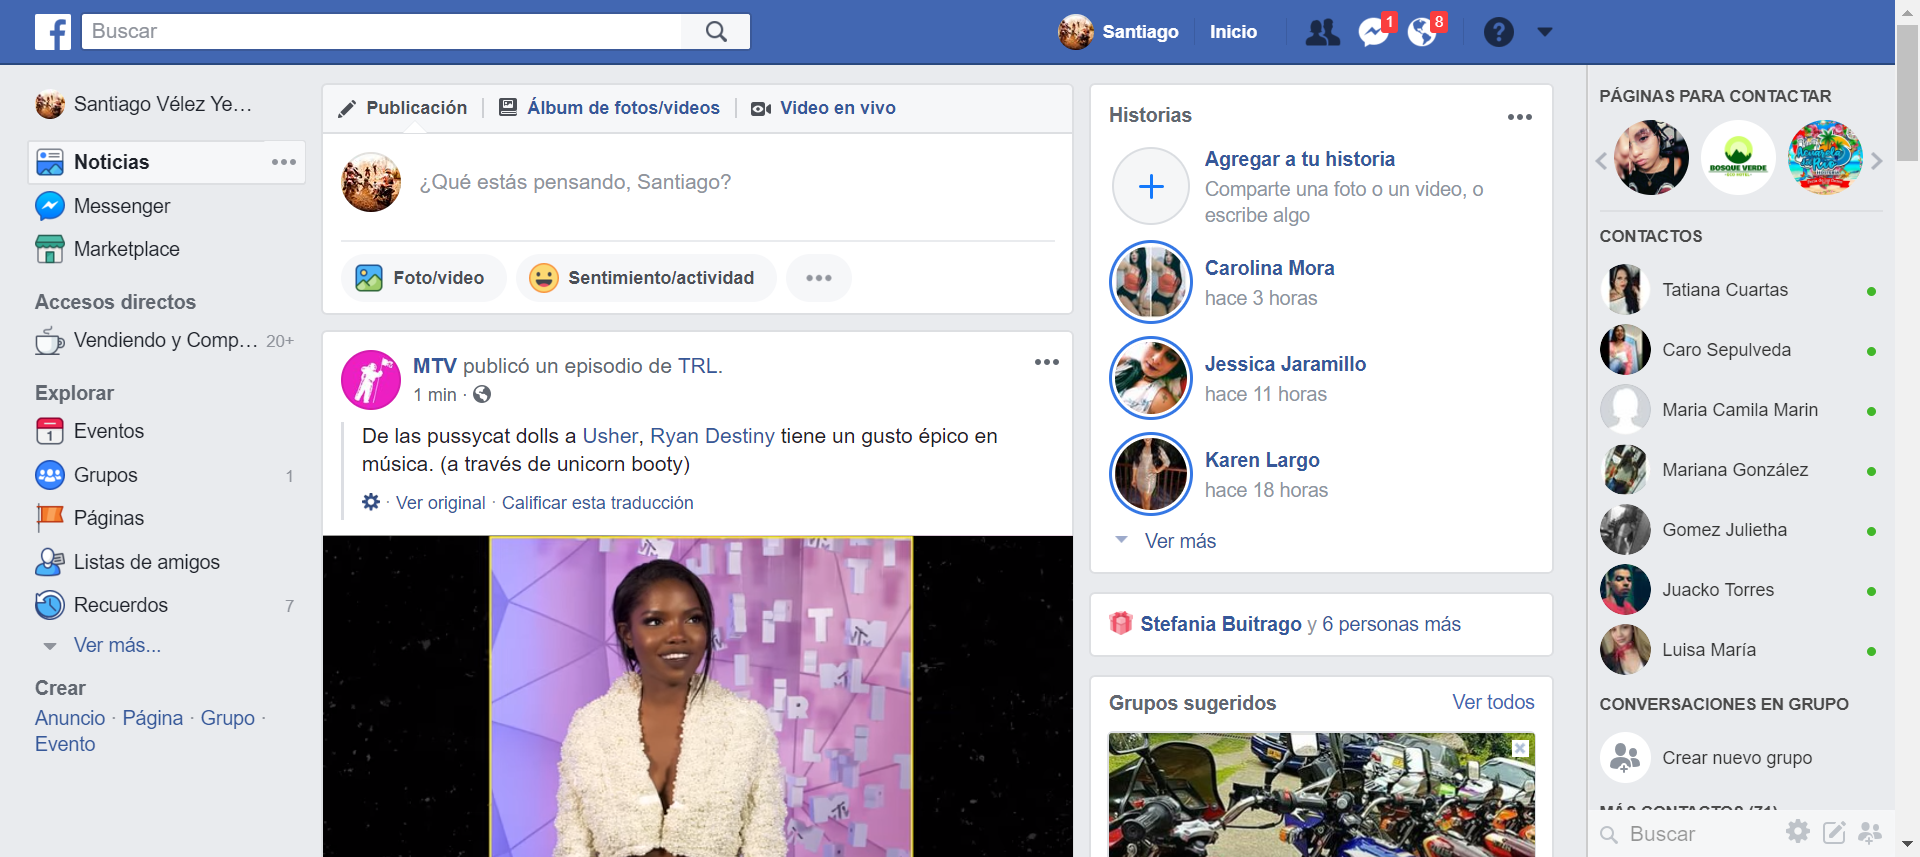 Buscar
Santiago
Inicio
1
8
Santiago Vélez Ye...
Noticias
Messenger
Marketplace
Accesos directos
Vendiendo y Comp... 20+
Explorar
Eventos
Grupos 1
Páginas
Listas de amigos
Recuerdos 7
Ver más...
Crear
Anuncio · Página · Grupo ·
Evento
Publicación
Álbum de fotos/videos
Video en vivo
¿Qué estás pensando, Santiago?
Foto/video
Sentimiento/actividad
MTV publicó un episodio de TRL.
1 min ·
De las pussycat dolls a Usher, Ryan Destiny tiene un gusto épico en
música. (a través de unicorn booty)
· Ver original · Calificar esta traducción
Historias
Agregar a tu historia
Comparte una foto o un video, o
escribe algo
Carolina Mora
hace 3 horas
Jessica Jaramillo
hace 11 horas
Karen Largo
hace 18 horas
Ver más
Stefania Buitrago y 6 personas más
Grupos sugeridos
Ver todos
PÁGINAS PARA CONTACTAR
BOSQUE VERDE
CONTACTOS
Tatiana Cuartas
Caro Sepulveda
Maria Camila Marin
Mariana González
Gomez Julietha
Juacko Torres
Luisa María
CONVERSACIONES EN GRUPO
Crear nuevo grupo
MÁS CONTACTOS (71)
Buscar